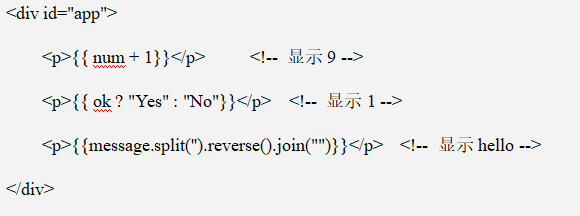 <div id="app">
<p>{{ num + 1}}</p> <!-- 显示 9 -->
<p>{{ ok ? "Yes" : "No"}}</p> <!-- 显示 1 -->
<p>{{message.split('').reverse().join("")}}</p> <!-- 显示 hello -->
</div>